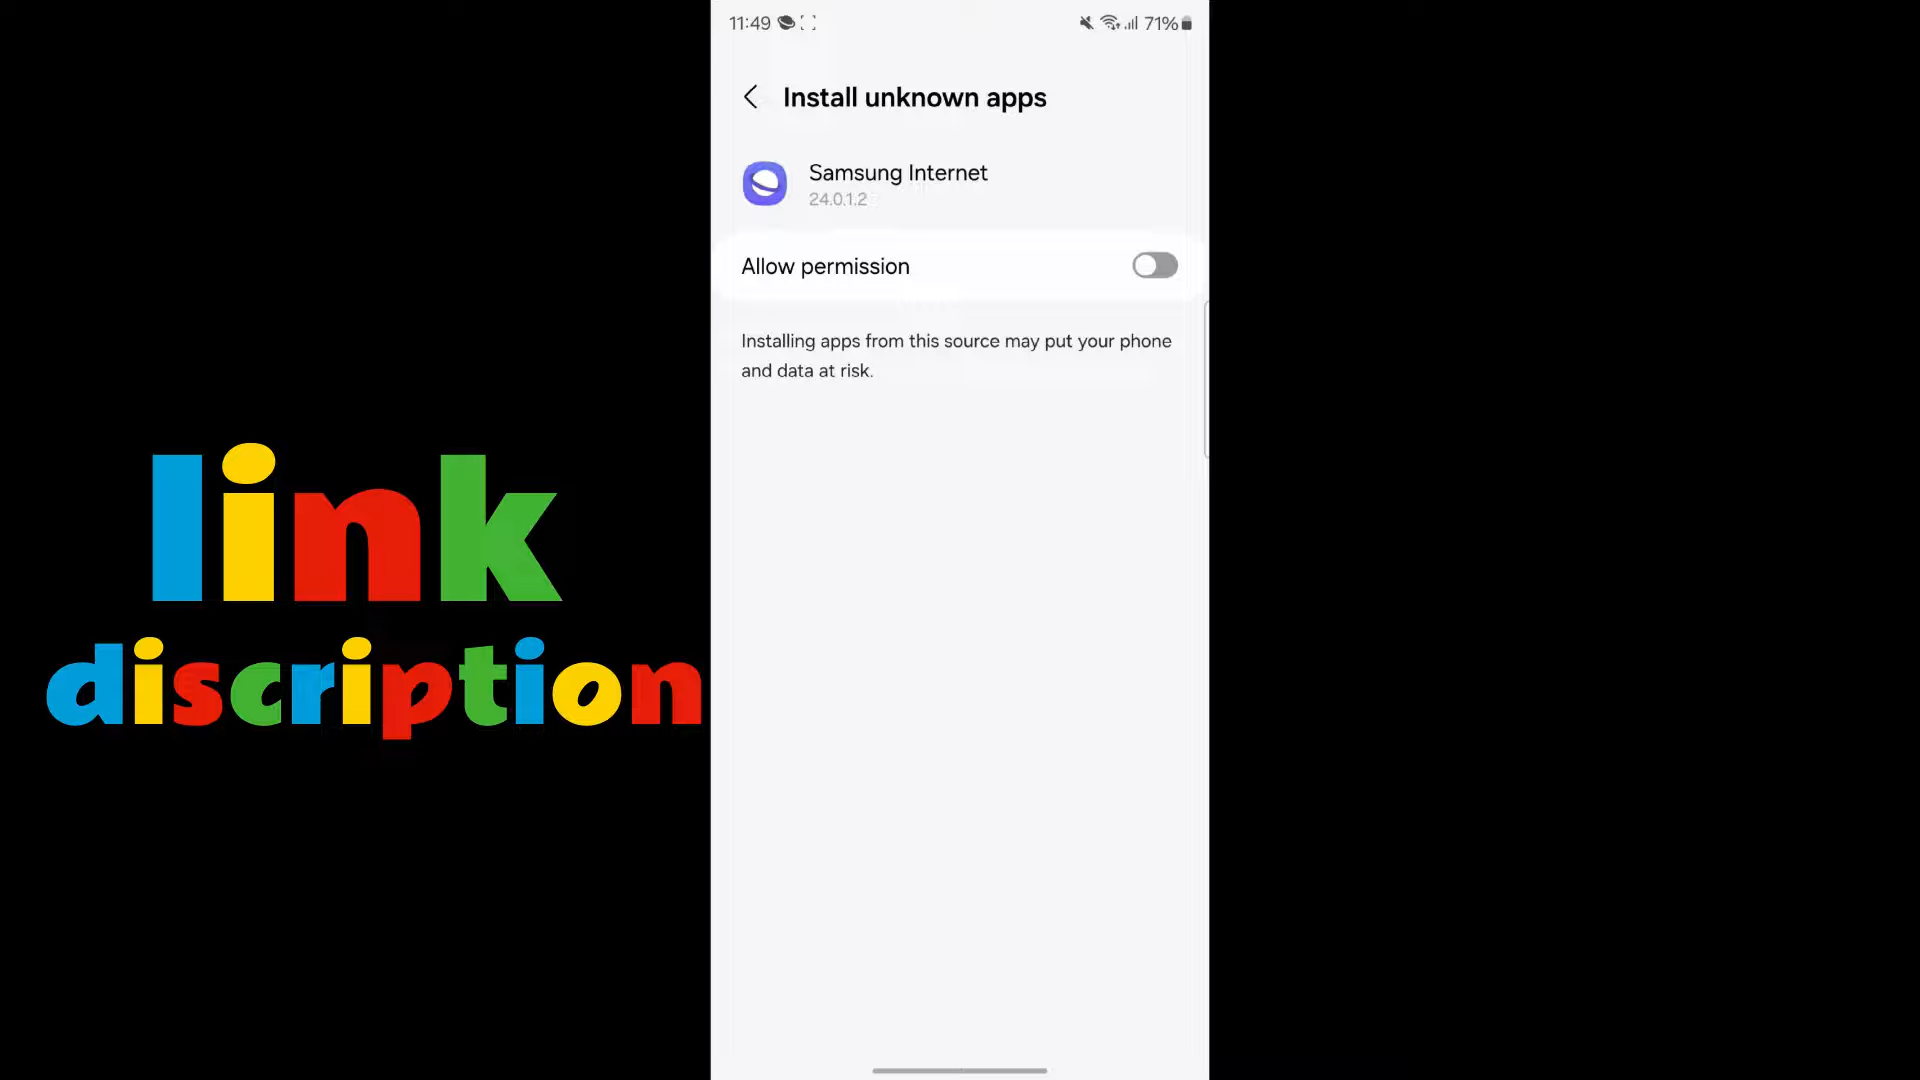 11:49
71%
Install unknown apps
Samsung Internet
24.0.1.2
Allow permission
Installing apps from this source may put your phone
and data at risk.
link
discription